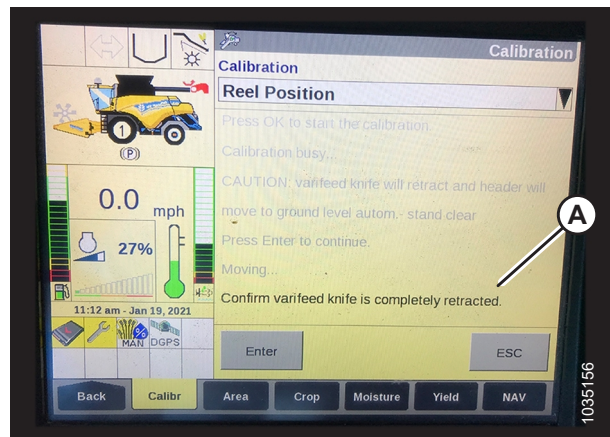 Calibration
Calibration
Reel Position
Press OK to start the calibration.
Calibration busy...
CAUTION: varifeed knife will retract and header will
move to ground level autom.- stand clear
Press Enter to continue.
Moving...
Confirm varifeed knife is completely retracted.
A
1
(P)
0.0 mph
27%
11:12 am - Jan 19, 2021
MAN
DGPS
Enter
ESC
Back
Calibr
Area
Crop
Moisture
Yield
NAV
1035156